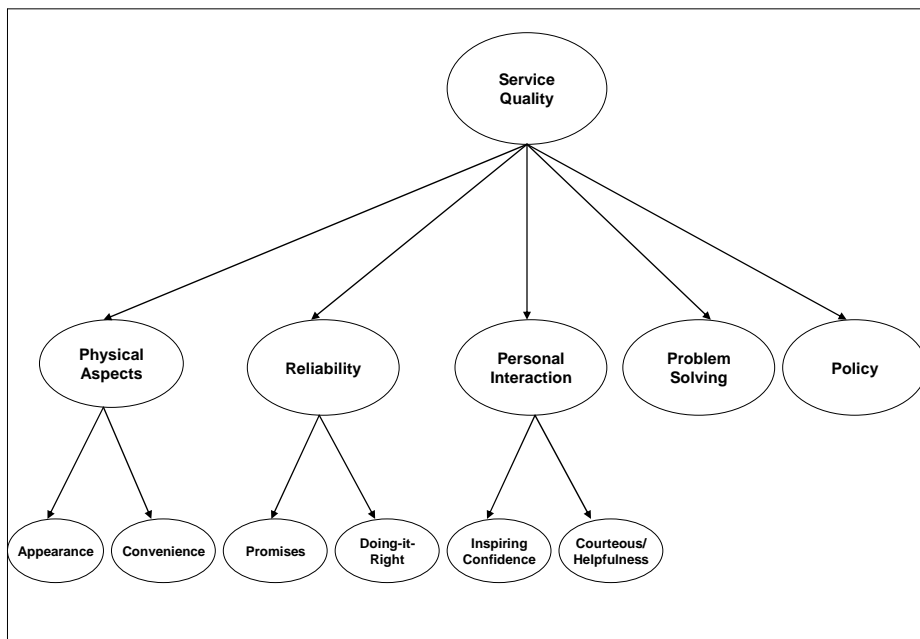 Service
Quality
Physical
Aspects
Reliability
Personal
Interaction
Problem
Solving
Policy
Appearance
Convenience
Promises
Doing-it-
Right
Inspiring
Confidence
Courteous/
Helpfulness